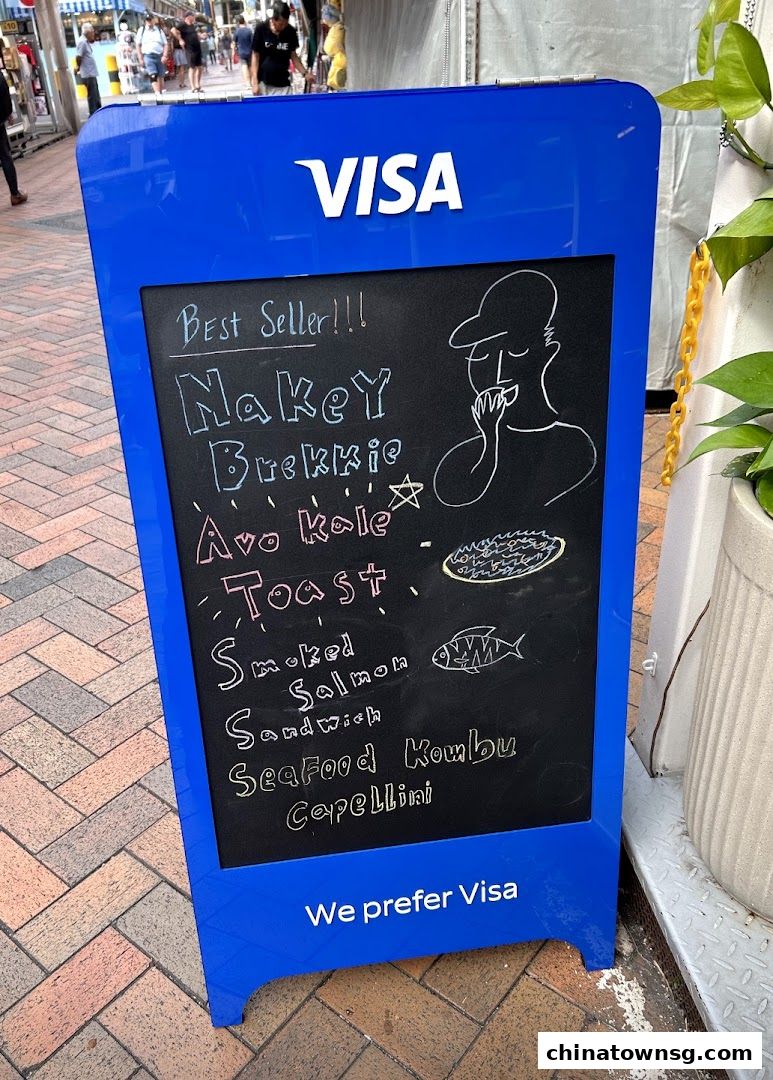 VISA
Best Seller!!!
Nakey
Brekkie
Avo Kale
Toast
Smoked
Salmon
Sandwich
Seafood Kombu
Capellini
We prefer Visa
chinatownsg.com